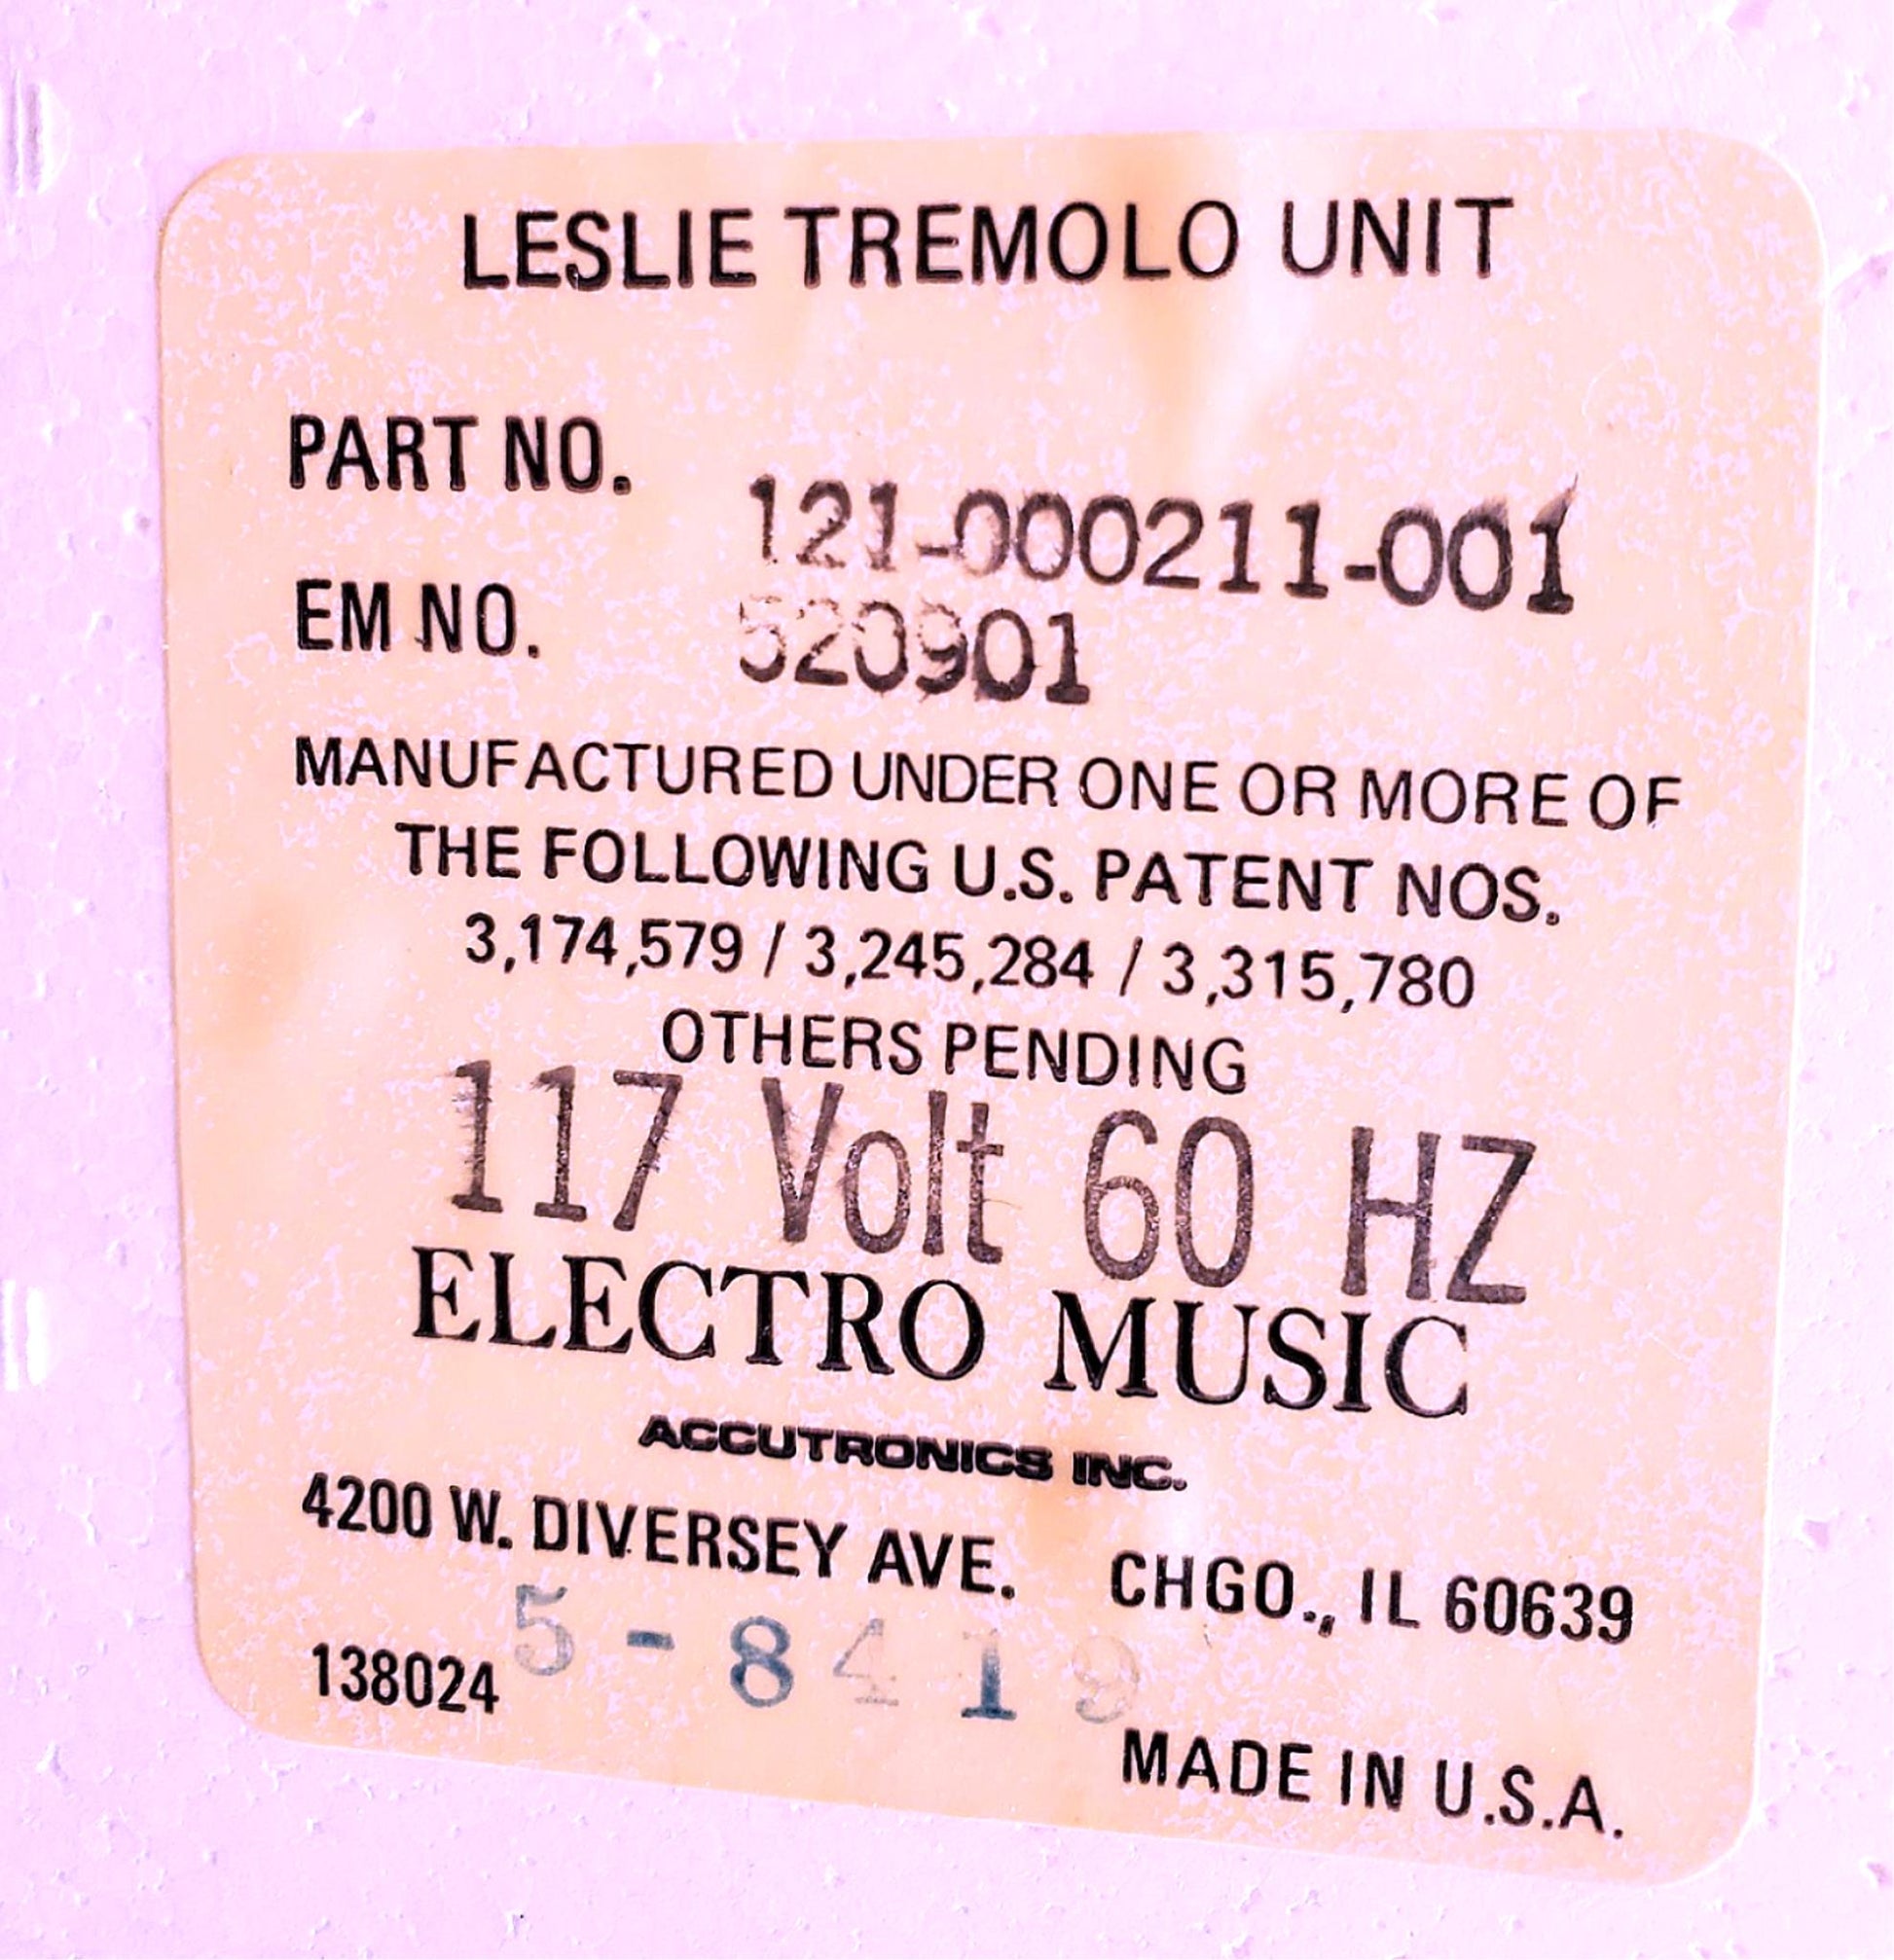 LESLIE TREMOLO UNIT
PART NO. 121-000211-001
EM NO. 520901
MANUFACTURED UNDER ONE OR MORE OF
THE FOLLOWING U.S. PATENT NOS.
3,174,579 / 3,245,284 / 3,315,780
OTHERS PENDING
117 Volt 60 HZ
ELECTRO MUSIC
ACCUTRONICS INC.
4200 W. DIVERSEY AVE. CHGO., IL 60639
138024 5-8419
MADE IN U.S.A.